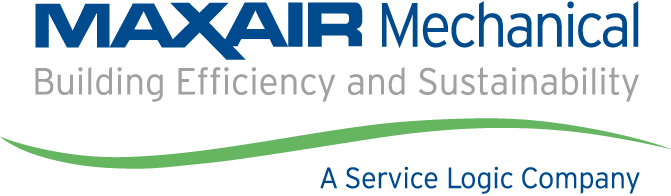 MAXAIR Mechanical
Building Efficiency and Sustainability
A Service Logic Company